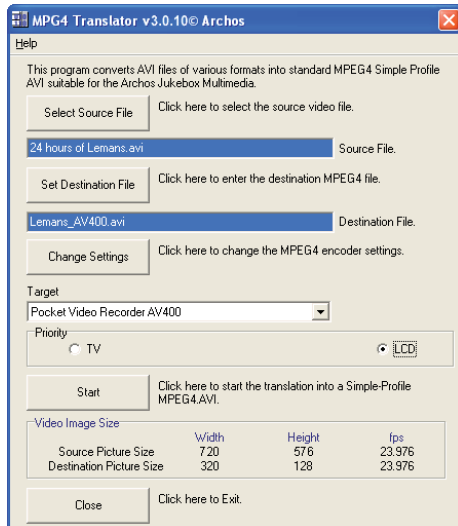 MPG4 Translator v3.0.10© Archos
Help
This program converts AVI files of various formats into standard MPEG4 Simple Profile
AVI suitable for the Archos Jukebox Multimedia.
Select Source File
Click here to select the source video file.
24 hours of Lemans.avi
Source File.
Set Destination File
Click here to enter the destination MPEG4 file.
Lemans_AV400.avi
Destination File.
Change Settings
Click here to change the MPEG4 encoder settings.
Target
Pocket Video Recorder AV400
Priority
TV
LCD
Start
Click here to start the translation into a Simple-Profile
MPEG4.AVI.
Video Image Size
Width Height fps
Source Picture Size 720 576 23.976
Destination Picture Size 320 128 23.976
Close
Click here to Exit.